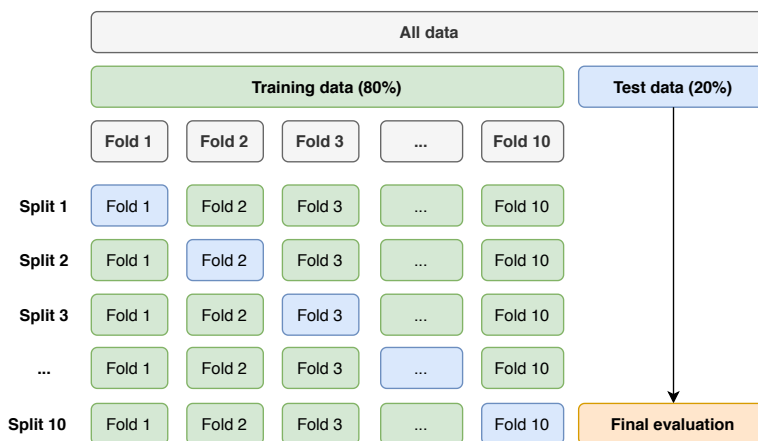 All data
Training data (80%) Test data (20%)
Fold 1 Fold 2 Fold 3 ... Fold 10
Split 1 Fold 1 Fold 2 Fold 3 ... Fold 10
Split 2 Fold 1 Fold 2 Fold 3 ... Fold 10
Split 3 Fold 1 Fold 2 Fold 3 ... Fold 10
... Fold 1 Fold 2 Fold 3 ... Fold 10
Split 10 Fold 1 Fold 2 Fold 3 ... Fold 10 Final evaluation